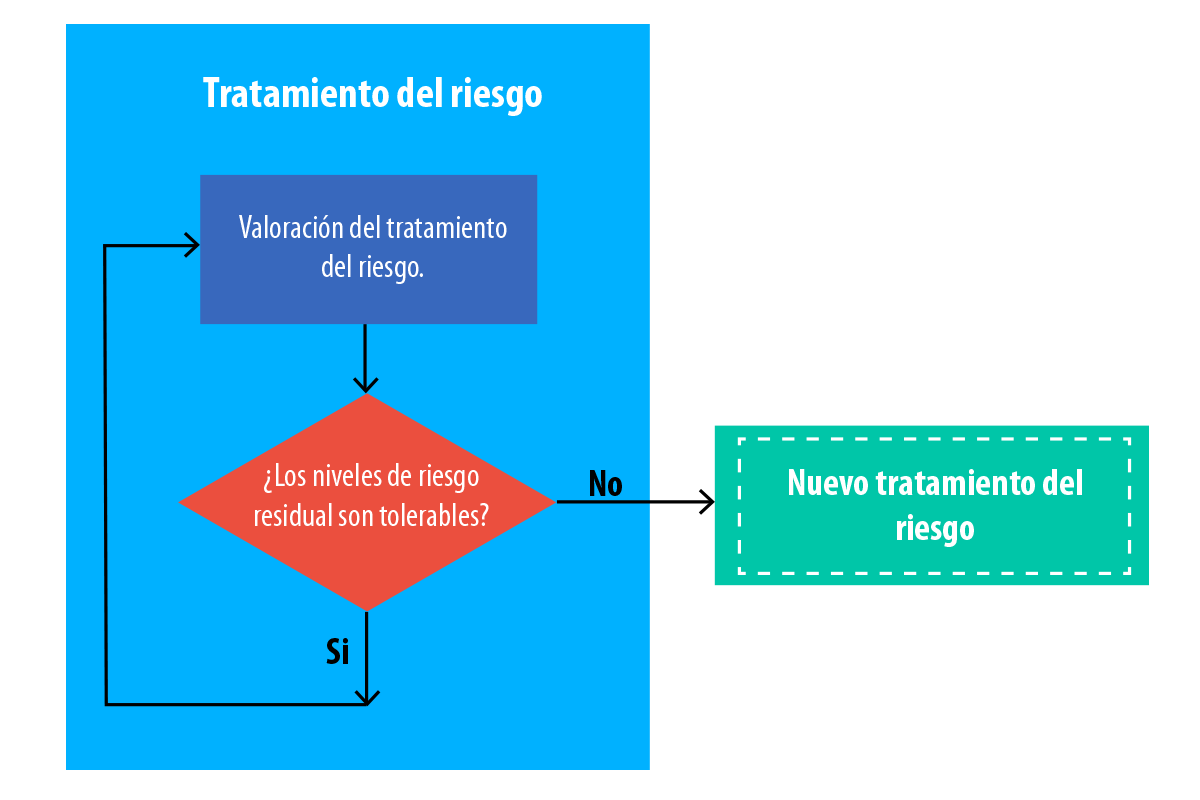 Tratamiento del riesgo
Valoración del tratamiento
del riesgo.
¿Los niveles de riesgo
residual son tolerables?
No
Nuevo tratamiento del
riesgo
Si